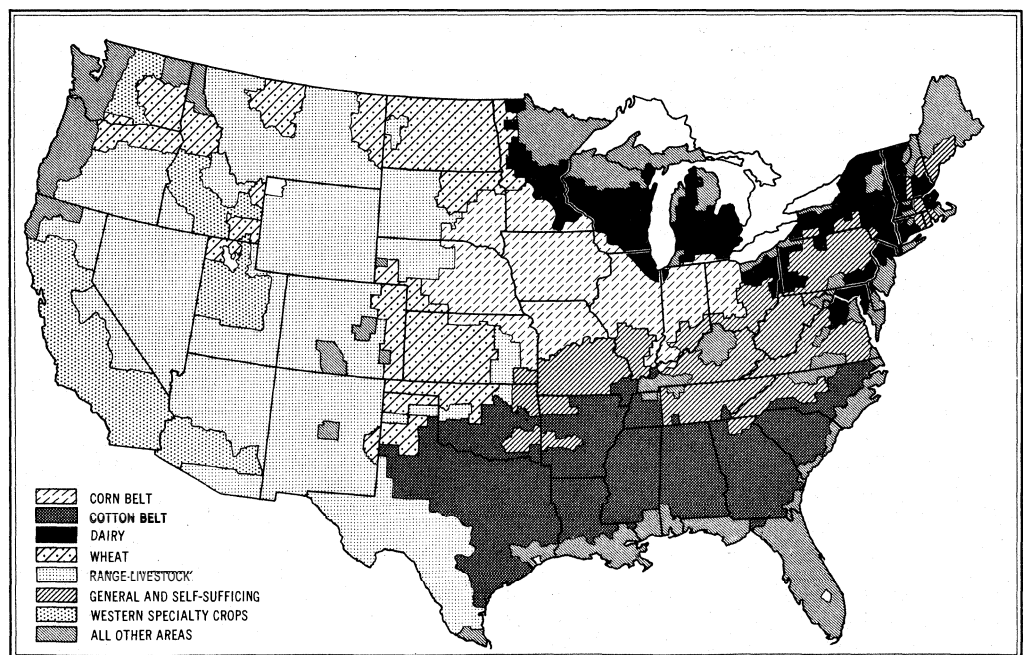 CORN BELT
COTTON BELT
DAIRY
WHEAT
RANGE-LIVESTOCK
GENERAL AND SELF-SUFFICING
WESTERN SPECIALTY CROPS
ALL OTHER AREAS